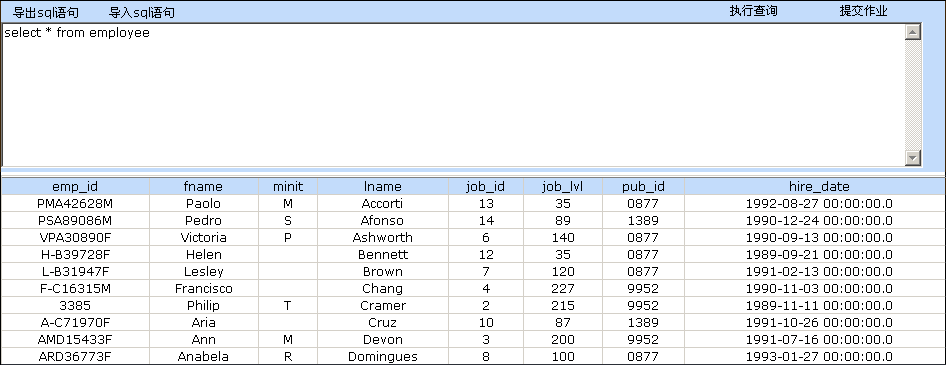 导出sql语句 导入sql语句 执行查询 提交作业
select * from employee
emp_id fname minit lname job_id job_lvl pub_id hire_date
PMA42628M Paolo M Accorti 13 35 0877 1992-08-27 00:00:00.0
PSA89086M Pedro S Afonso 14 89 1389 1990-12-24 00:00:00.0
VPA30890F Victoria P Ashworth 6 140 0877 1990-09-13 00:00:00.0
H-B39728F Helen Bennett 12 35 0877 1989-09-21 00:00:00.0
L-B31947F Lesley Brown 7 120 0877 1991-02-13 00:00:00.0
F-C16315M Francisco Chang 4 227 9952 1990-11-03 00:00:00.0
3385 Philip T Cramer 2 215 9952 1989-11-11 00:00:00.0
A-C71970F Aria Cruz 10 87 1389 1991-10-26 00:00:00.0
AMD15433F Ann M Devon 3 200 9952 1991-07-16 00:00:00.0
ARD36773F Anabela R Domingues 8 100 0877 1993-01-27 00:00:00.0